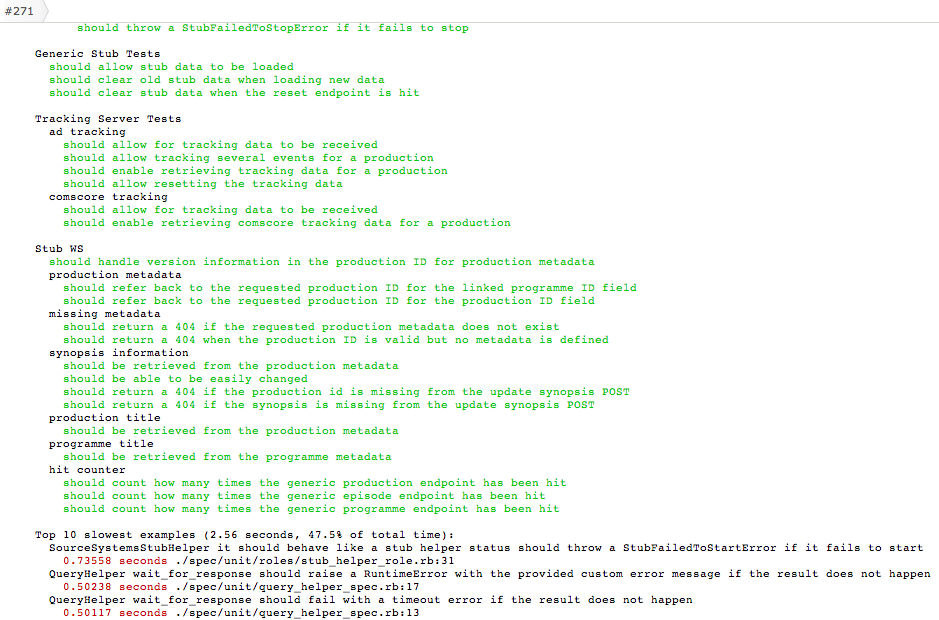 #271
should throw a StubFailedToStopError if it fails to stop
Generic Stub Tests
should allow stub data to be loaded
should clear old stub data when loading new data
should clear stub data when the reset endpoint is hit
Tracking Server Tests
ad tracking
should allow for tracking data to be received
should allow tracking several events for a production
should enable retrieving tracking data for a production
should allow resetting the tracking data
comscore tracking
should allow for tracking data to be received
should enable retrieving comscore tracking data for a production
Stub WS
should handle version information in the production ID for production metadata
production metadata
should refer back to the requested production ID for the linked programme ID field
should refer back to the requested production ID for the production ID field
missing metadata
should return a 404 if the requested production metadata does not exist
should return a 404 when the production ID is valid but no metadata is defined
synopsis information
should be retrieved from the production metadata
should be able to be easily changed
should return a 404 if the production id is missing from the update synopsis POST
should return a 404 if the synopsis is missing from the update synopsis POST
production title
should be retrieved from the production metadata
programme title
should be retrieved from the programme metadata
hit counter
should count how many times the generic production endpoint has been hit
should count how many times the generic episode endpoint has been hit
should count how many times the generic programme endpoint has been hit
Top 10 slowest examples (2.56 seconds, 47.5% of total time):
SourceSystemsStubHelper it should behave like a stub helper status should throw a StubFailedToStartError if it fails to start
0.73558 seconds ./spec/unit/roles/stub_helper_role.rb:31
QueryHelper wait_for_response should raise a RuntimeError with the provided custom error message if the result does not happen
0.50238 seconds ./spec/unit/query_helper_spec.rb:17
QueryHelper wait_for_response should fail with a timeout error if the result does not happen
0.50117 seconds ./spec/unit/query_helper_spec.rb:13